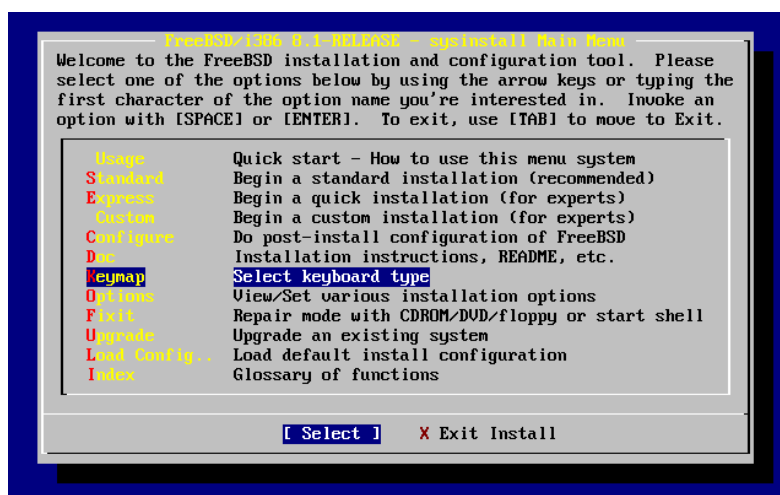 FreeBSD/i386 8.1-RELEASE - sysinstall Main Menu
Welcome to the FreeBSD installation and configuration tool.  Please
select one of the options below by using the arrow keys or typing the
first character of the option name you're interested in.  Invoke an
option with [SPACE] or [ENTER].  To exit, use [TAB] to move to Exit.
Usage Quick start - How to use this menu system
Standard Begin a standard installation (recommended)
Express Begin a quick installation (for experts)
Custom Begin a custom installation (for experts)
Configure Do post-install configuration of FreeBSD
Doc Installation instructions, README, etc.
Keymap Select keyboard type
Options View/Set various installation options
Fixit Repair mode with CDROM/DVD/floppy or start shell
Upgrade Upgrade an existing system
Load Config.. Load default install configuration
Index Glossary of functions
[ Select ] X Exit Install